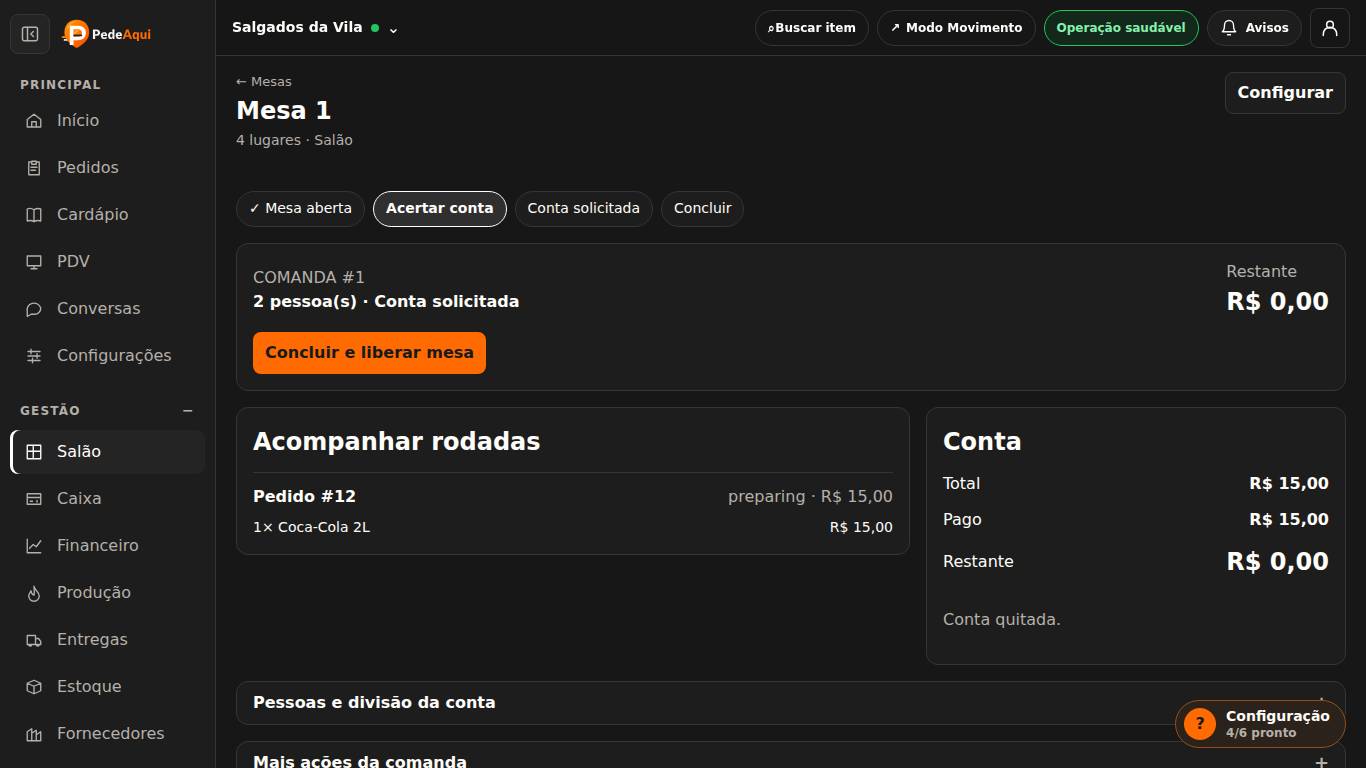 PedeAqui
PRINCIPAL
Início
Pedidos
Cardápio
PDV
Conversas
Configurações
GESTÃO −
Salão
Caixa
Financeiro
Produção
Entregas
Estoque
Fornecedores
Salgados da Vila
Buscar item
↗ Modo Movimento
Operação saudável
Avisos
← Mesas
Mesa 1
4 lugares · Salão
Configurar
✓ Mesa aberta
Acertar conta
Conta solicitada
Concluir
COMANDA #1
2 pessoa(s) · Conta solicitada
Restante
R$ 0,00
Concluir e liberar mesa
Acompanhar rodadas
Pedido #12 preparing · R$ 15,00
1× Coca-Cola 2L R$ 15,00
Conta
Total R$ 15,00
Pago R$ 15,00
Restante R$ 0,00
Conta quitada.
Pessoas e divisão da conta
Mais ações da comanda +
? Configuração
4/6 pronto